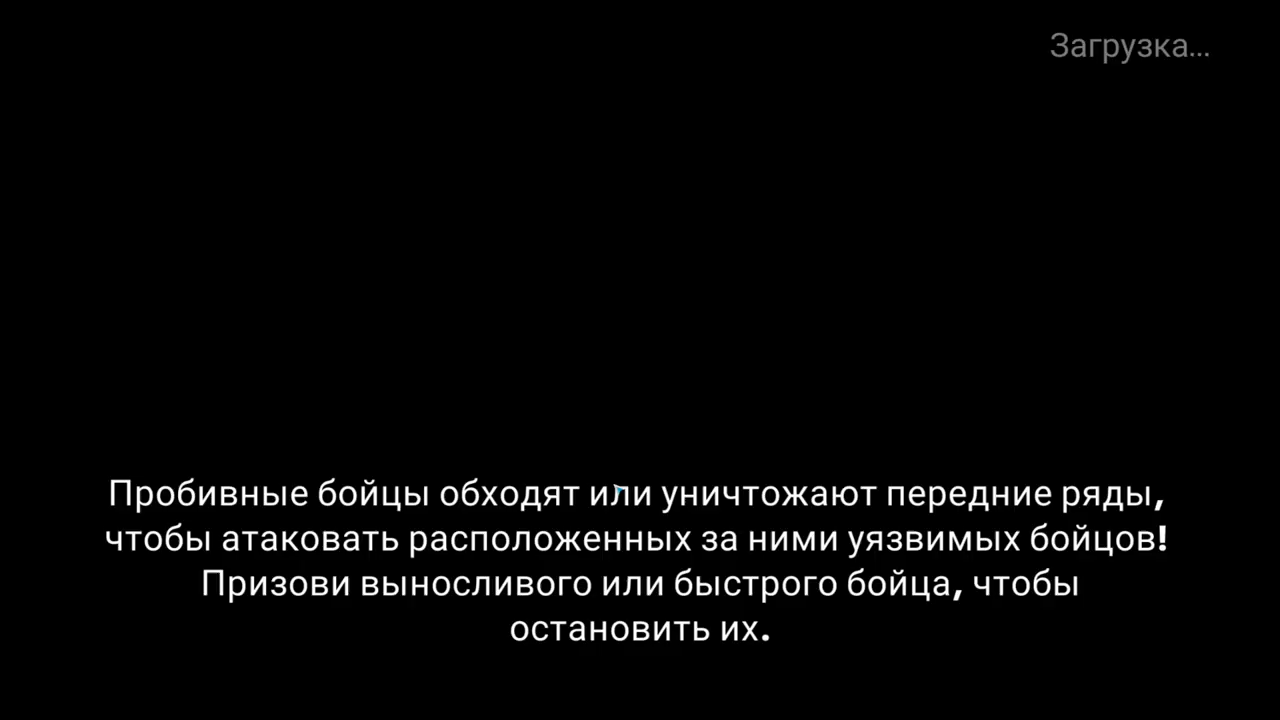 Загрузка...
Пробивные бойцы обходят или уничтожают передние ряды,
чтобы атаковать расположенных за ними уязвимых бойцов!
Призови выносливого или быстрого бойца, чтобы
остановить их.